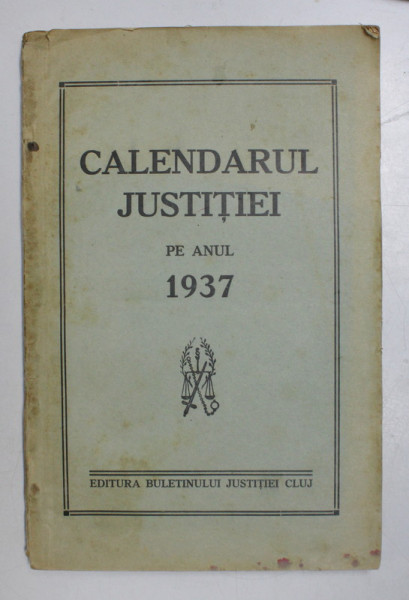 CALENDARUL
JUSTIȚIEI
PE ANUL
1937
EDITURA BULETINULUI JUSTIȚIEI CLUJ